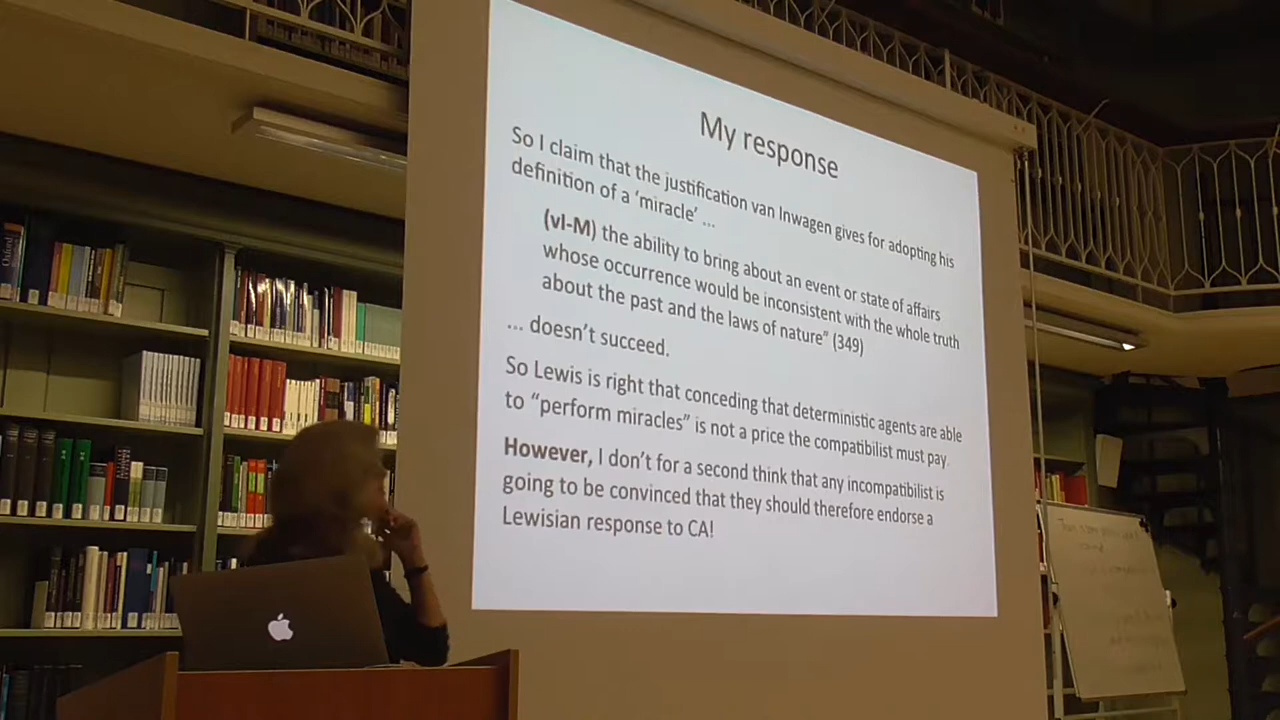 My response
So I claim that the justification van Inwagen gives for adopting his
definition of a ‘miracle’ …
(vI-M) the ability to bring about an event or state of affairs
whose occurrence would be inconsistent with the whole truth
about the past and the laws of nature” (349)
… doesn’t succeed.
So Lewis is right that conceding that deterministic agents are able
to “perform miracles” is not a price the compatibilist must pay.
However, I don’t for a second think that any incompatibilist is
going to be convinced that they should therefore endorse a
Lewisian response to CA!
Oxford